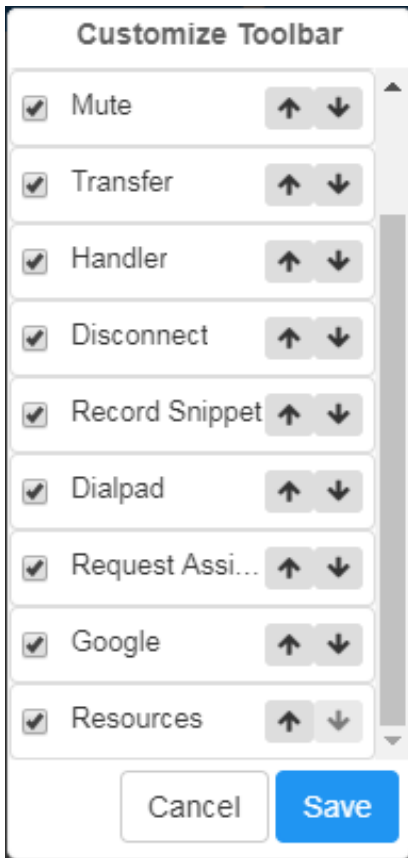 Customize Toolbar
Mute
Transfer
Handler
Disconnect
Record Snippet
Dialpad
Request Assi...
Google
Resources
Cancel Save